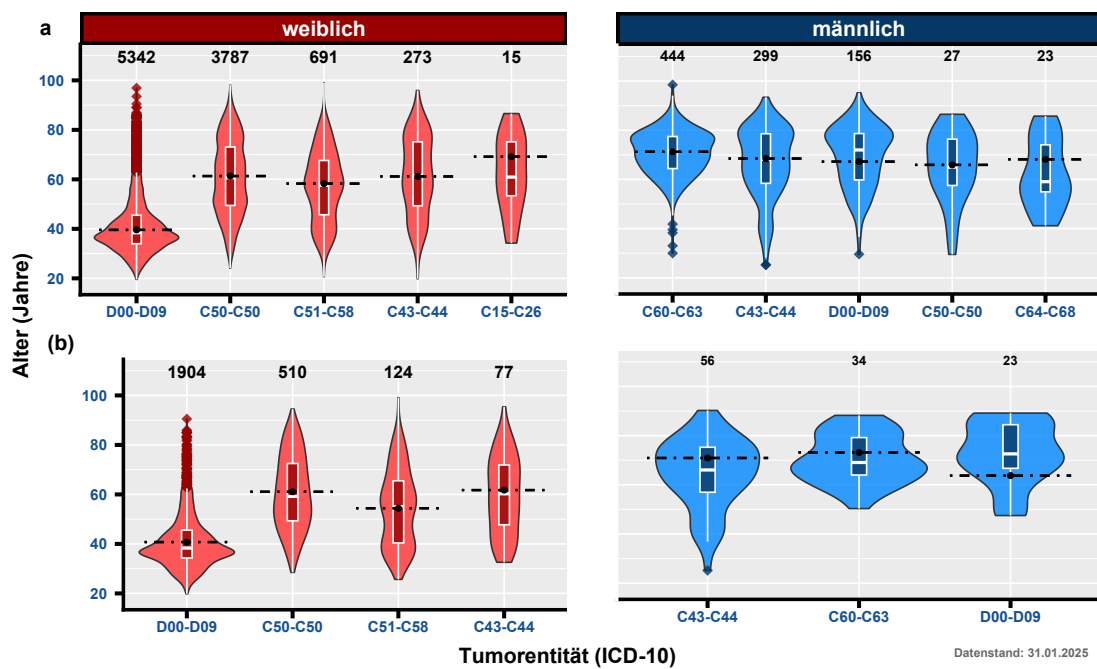 a
weiblich
männlich
5342 3787 691 273 15
444 299 156 27 23
100
80
60
40
20
D00-D09 C50-C50 C51-C58 C43-C44 C15-C26
C60-C63 C43-C44 D00-D09 C50-C50 C64-C68
Alter (Jahre)
(b)
1904 510 124 77
56 34 23
100
80
60
40
20
D00-D09 C50-C50 C51-C58 C43-C44
C43-C44 C60-C63 D00-D09
Tumorentität (ICD-10)
Datenstand: 31.01.2025